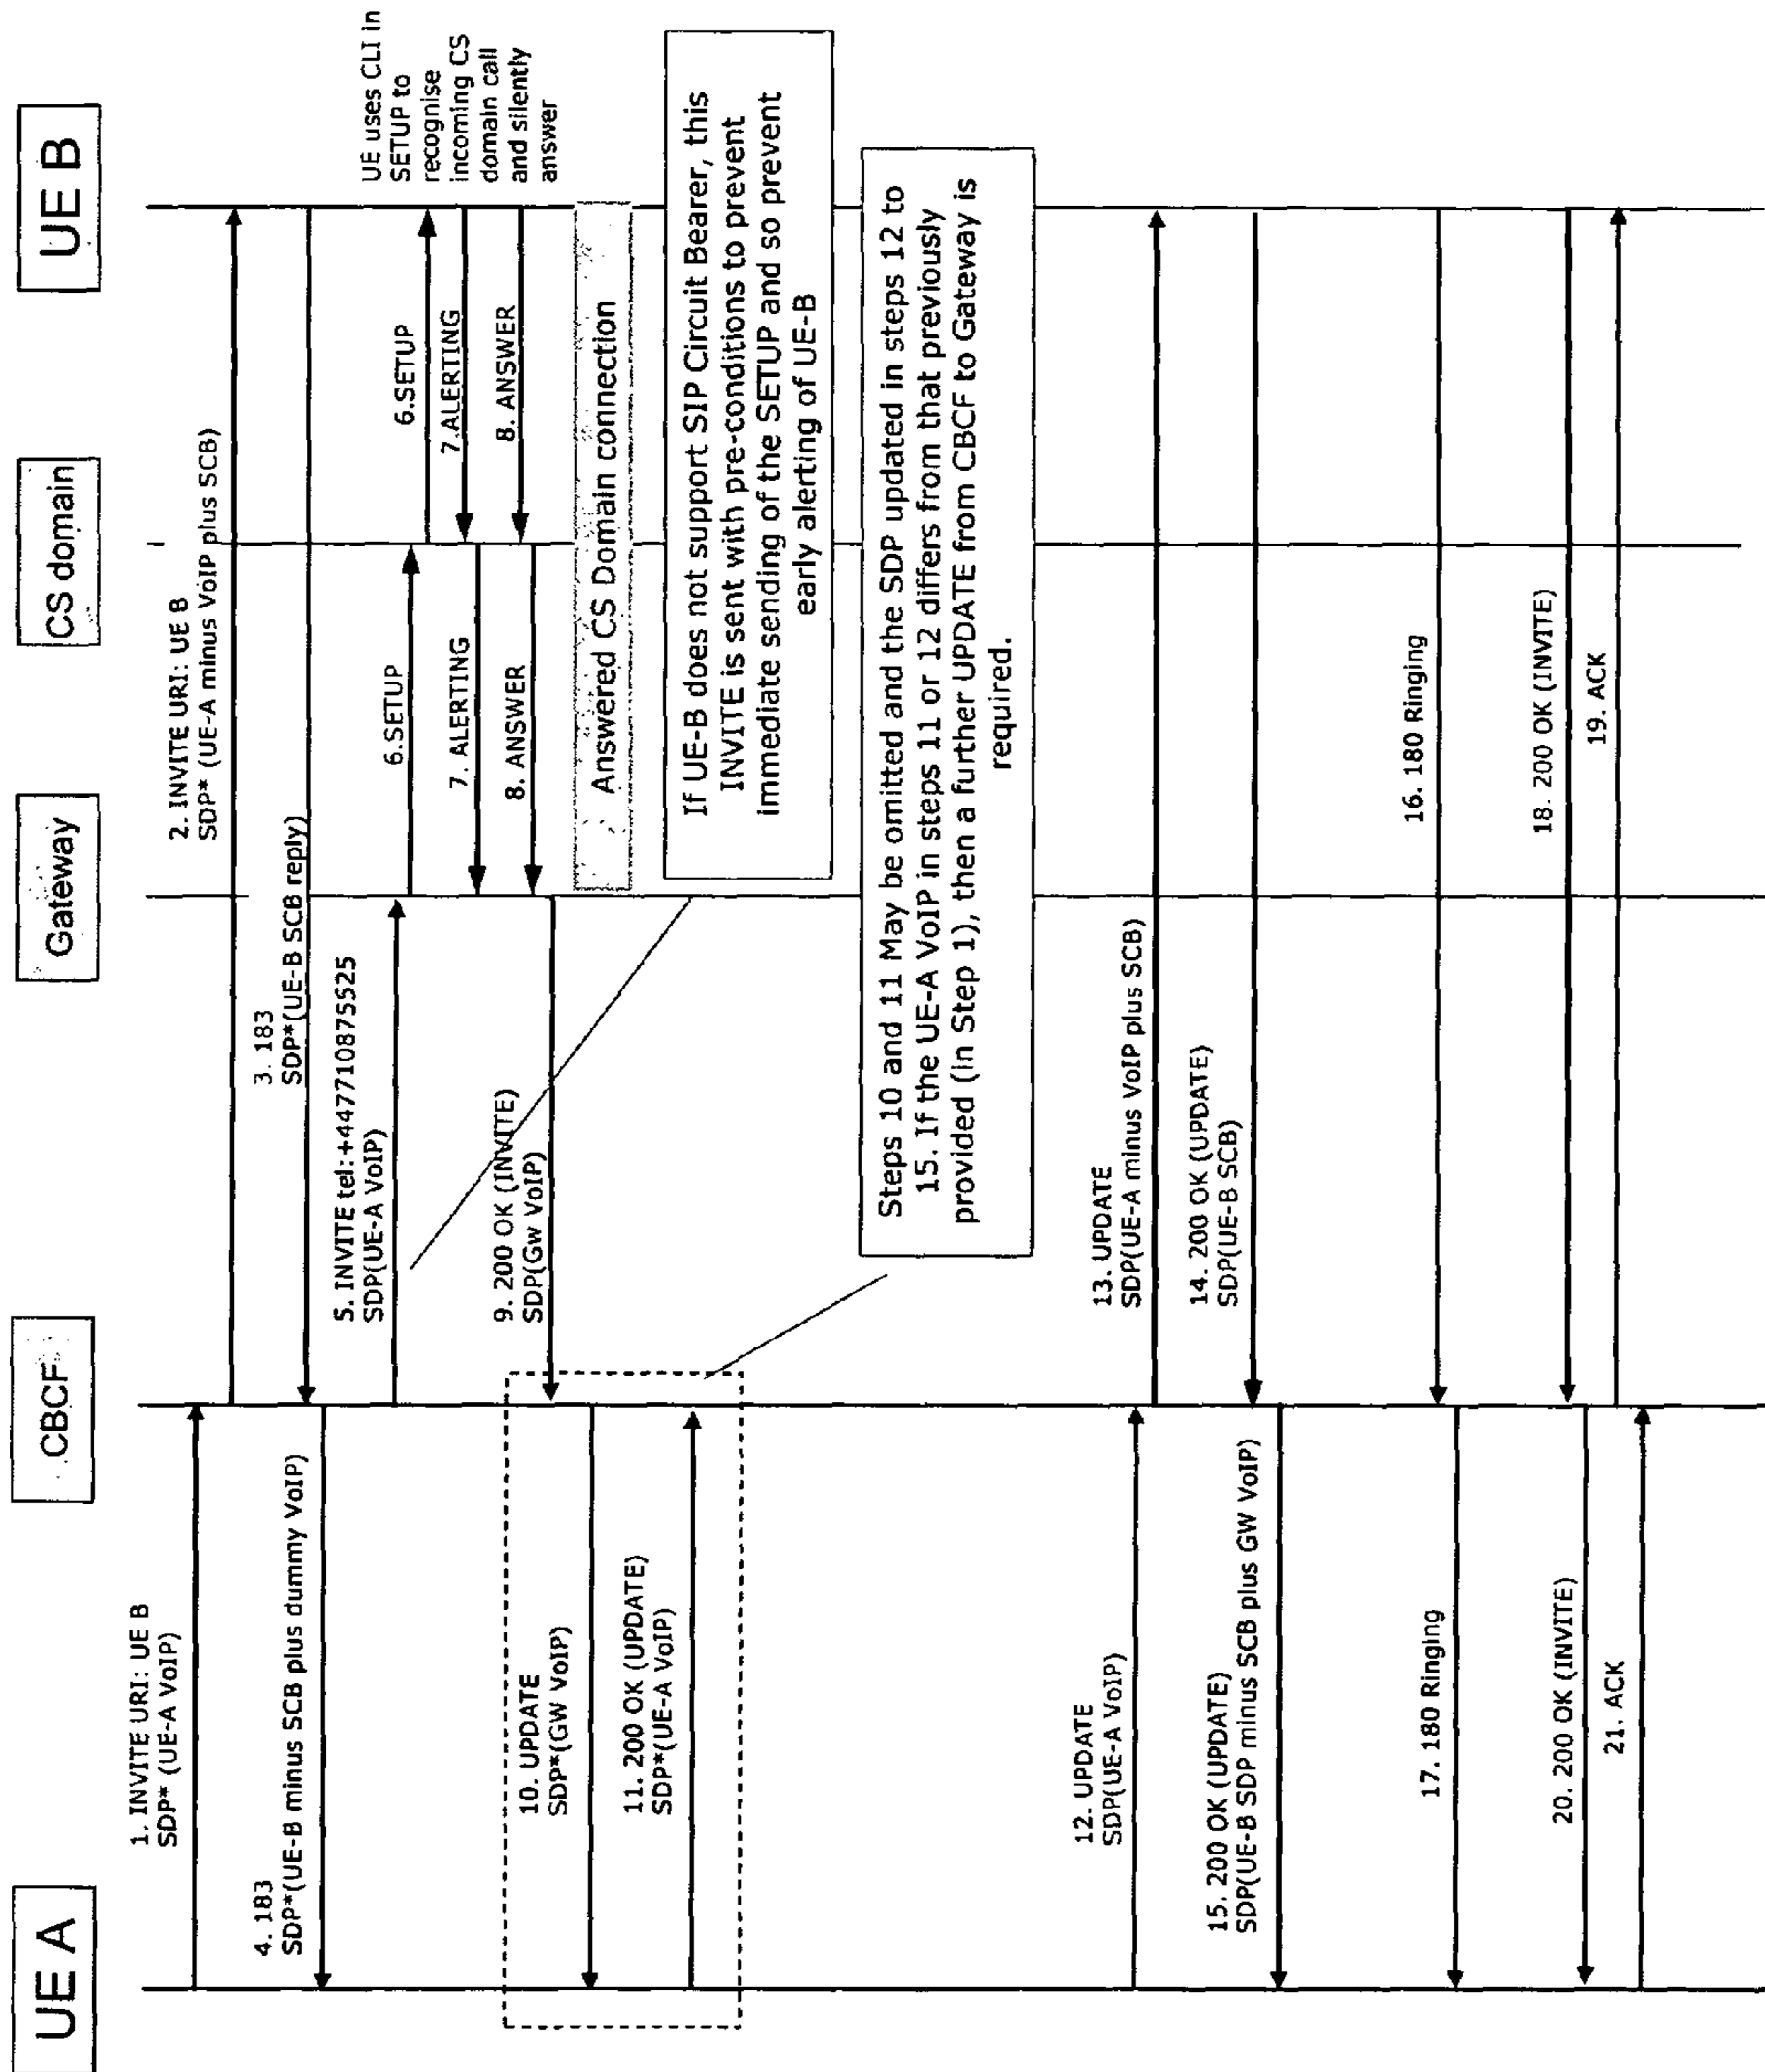 UE A
CBCF
Gateway
CS domain
UE B
1. INVITE URI: UE B
SDP* (UE-A VoIP)
2. INVITE URI: UE B
SDP* (UE-A minus VoIP plus SCB)
3. 183
SDP*(UE-B SCB reply)
4. 183
SDP*(UE-B minus SCB plus dummy VoIP)
5. INVITE tel:+447710875525
SDP(UE-A VoIP)
6.SETUP
6.SETUP
UE uses CLI in
SETUP to
recognise
incoming CS
domain call
and silently
answer
7. ALERTING
7.ALERTING
8. ANSWER
8. ANSWER
9. 200 OK (INVITE)
SDP(Gw VoIP)
Answered CS Domain connection
10. UPDATE
SDP*(GW VoIP)
11. 200 OK (UPDATE)
SDP*(UE-A VoIP)
If UE-B does not support SIP Circuit Bearer, this
INVITE is sent with pre-conditions to prevent
immediate sending of the SETUP and so prevent
early alerting of UE-B
Steps 10 and 11 May be omitted and the SDP updated in steps 12 to
15. If the UE-A VoIP in steps 11 or 12 differs from that previously
provided (in Step 1), then a further UPDATE from CBCF to Gateway is
required.
12. UPDATE
SDP(UE-A VoIP)
13. UPDATE
SDP(UE-A minus VoIP plus SCB)
14. 200 OK (UPDATE)
SDP(UE-B SCB)
15. 200 OK (UPDATE)
SDP(UE-B SDP minus SCB plus GW VoIP)
16. 180 Ringing
17. 180 Ringing
18. 200 OK (INVITE)
19. ACK
20. 200 OK (INVITE)
21. ACK